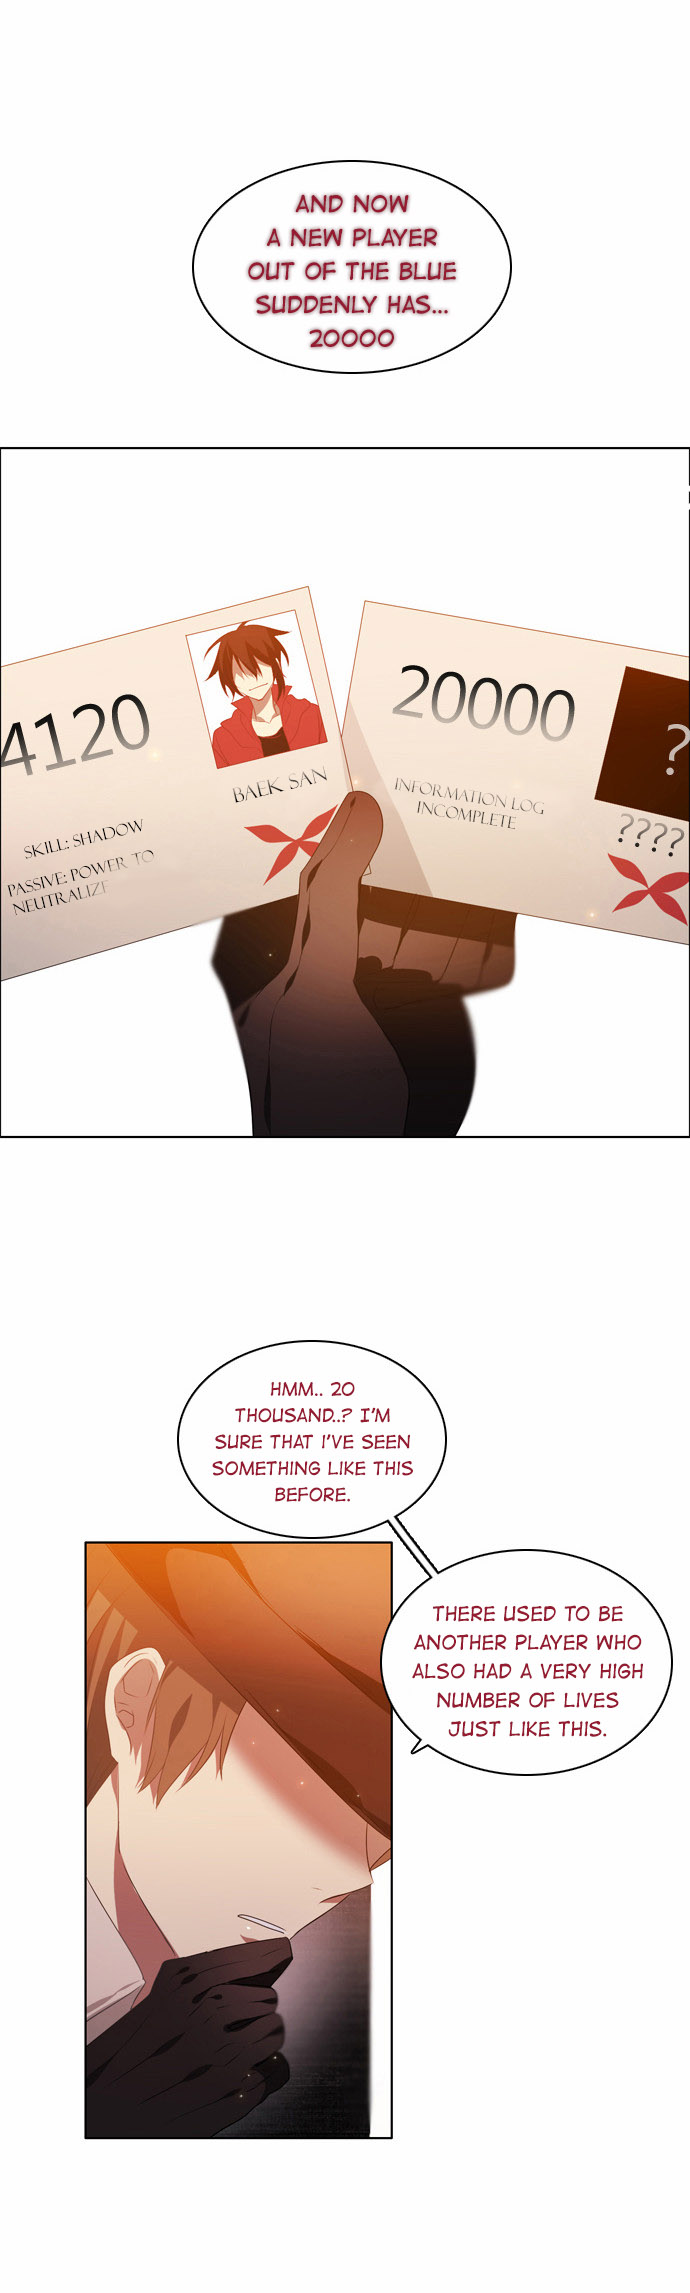 AND NOW
A NEW PLAYER
OUT OF THE BLUE
SUDDENLY HAS...
20000
4120
BAEK SAN
SKILL: SHADOW
PASSIVE: POWER TO
NEUTRALIZE
20000
?
INFORMATION LOG
INCOMPLETE
????
HMM.. 20
THOUSAND..? I'M
SURE THAT I'VE SEEN
SOMETHING LIKE THIS
BEFORE.
THERE USED TO BE
ANOTHER PLAYER WHO
ALSO HAD A VERY HIGH
NUMBER OF LIVES
JUST LIKE THIS.